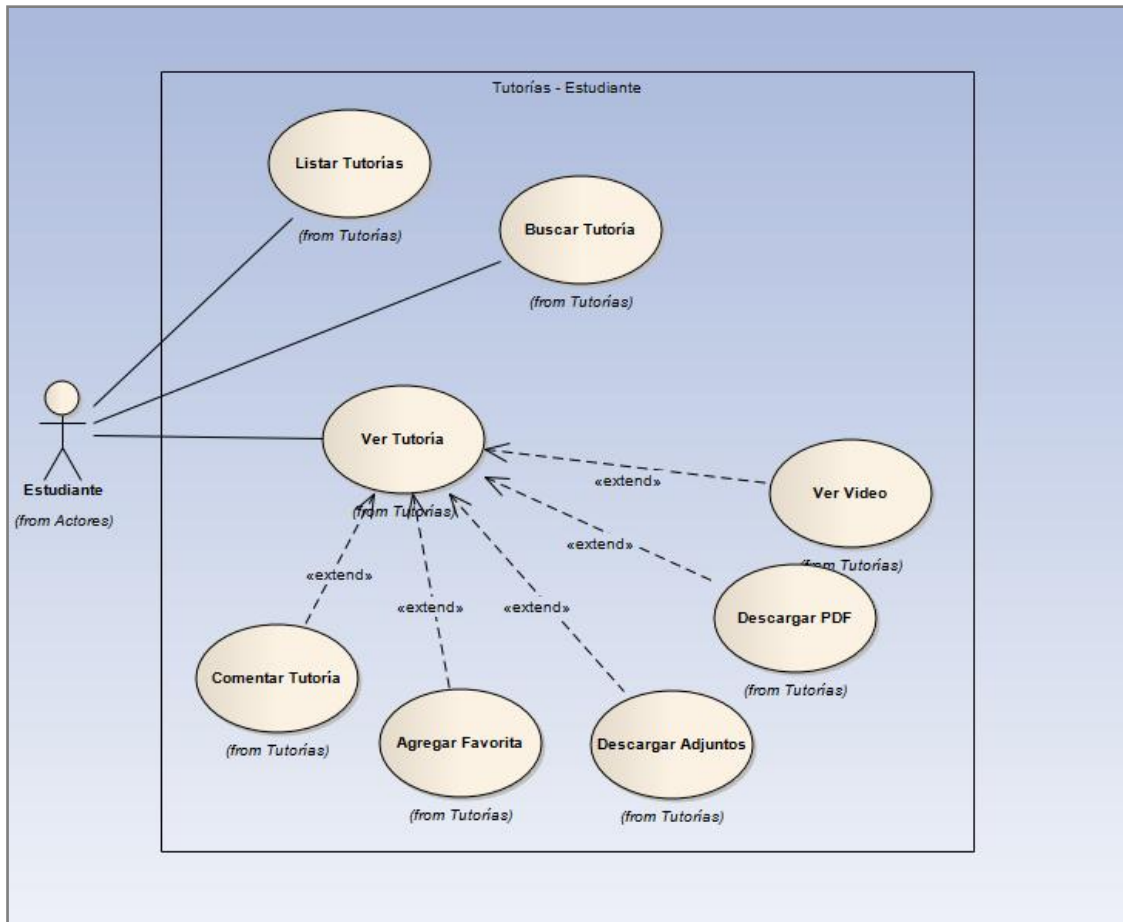 Tutorías - Estudiante
Listar Tutorías
(from Tutorías)
Buscar Tutoría
(from Tutorías)
Estudiante
(from Actores)
Ver Tutoría
(from Tutorías)
«extend»
Ver Video
(from Tutorías)
«extend»
Descargar PDF
(from Tutorías)
«extend»
«extend»
«extend»
Comentar Tutoría
(from Tutorías)
Agregar Favorita
(from Tutorías)
Descargar Adjuntos
(from Tutorías)